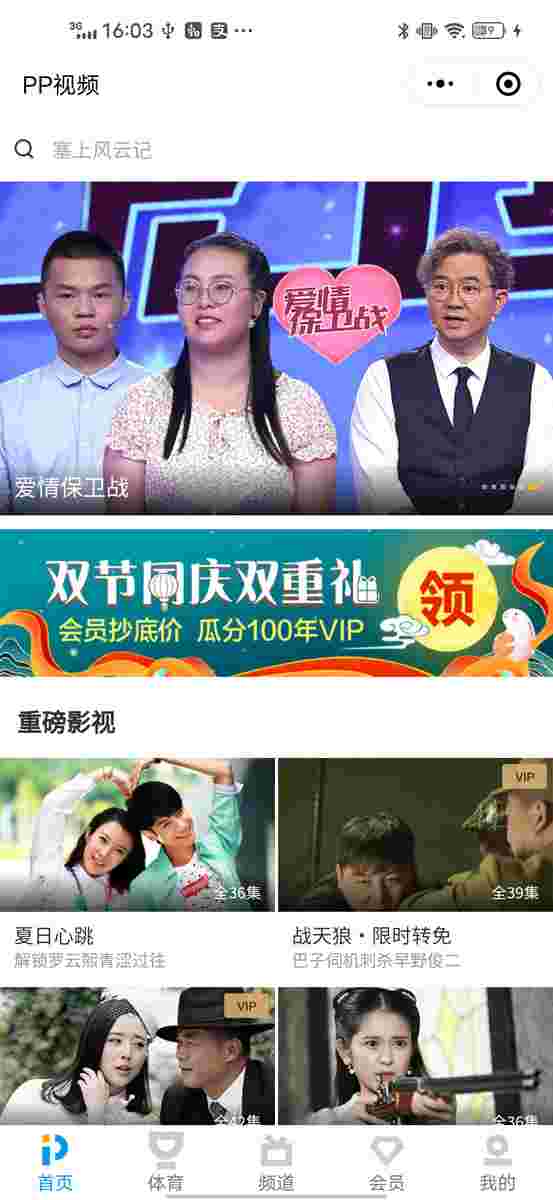 3G 16:03
PP视频
塞上风云记
爱情
保卫战
爱情保卫战
双节同庆双重礼
领
会员抄底价 瓜分100年VIP
重磅影视
VIP
全36集
全39集
夏日心跳
战天狼·限时转免
解锁罗云熙青涩过往
巴子伺机刺杀早野俊二
VIP
全42集
全36集
首页
体育
频道
会员
我的